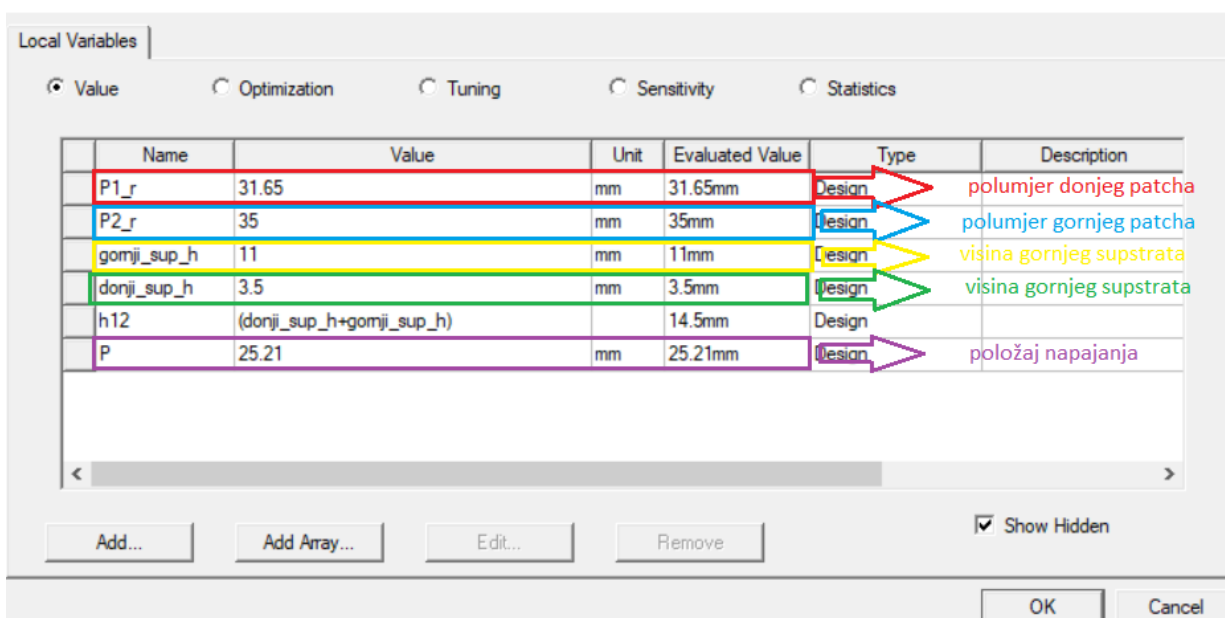 Local Variables
Value Optimization Tuning Sensitivity Statistics
Name Value Unit Evaluated Value Type Description
P1_r 31.65 mm 31.65mm Design polumjer donjeg patcha
P2_r 35 mm 35mm Design polumjer gornjeg patcha
gornji_sup_h 11 mm 11mm Design visina gornjeg supstrata
donji_sup_h 3.5 mm 3.5mm Design visina gornjeg supstrata
h12 (donji_sup_h+gornji_sup_h) 14.5mm Design
P 25.21 mm 25.21mm Design položaj napajanja
Show Hidden
Add... Add Array... Edit... Remove
OK Cancel